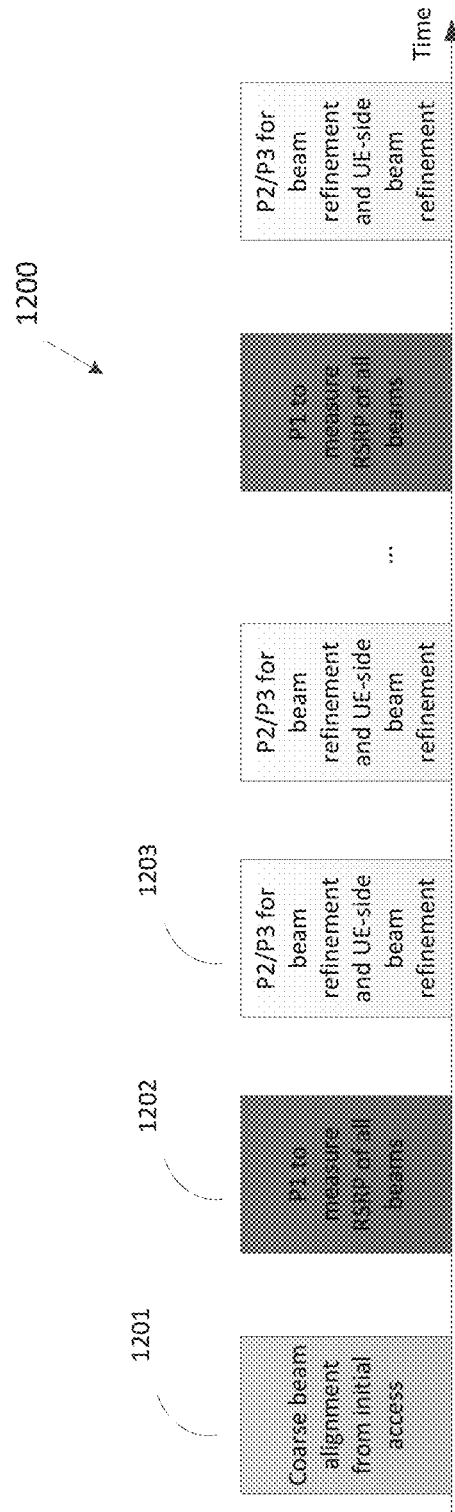 1200
1201
1202
1203
Coarse beam
alignment
from initial
access
P1 to
measure
RSRP of all
beams
P2/P3 for
beam
refinement
and UE-side
beam
refinement
P2/P3 for
beam
refinement
and UE-side
beam
refinement
...
P1 to
measure
RSRP of all
beams
P2/P3 for
beam
refinement
and UE-side
beam
refinement
Time